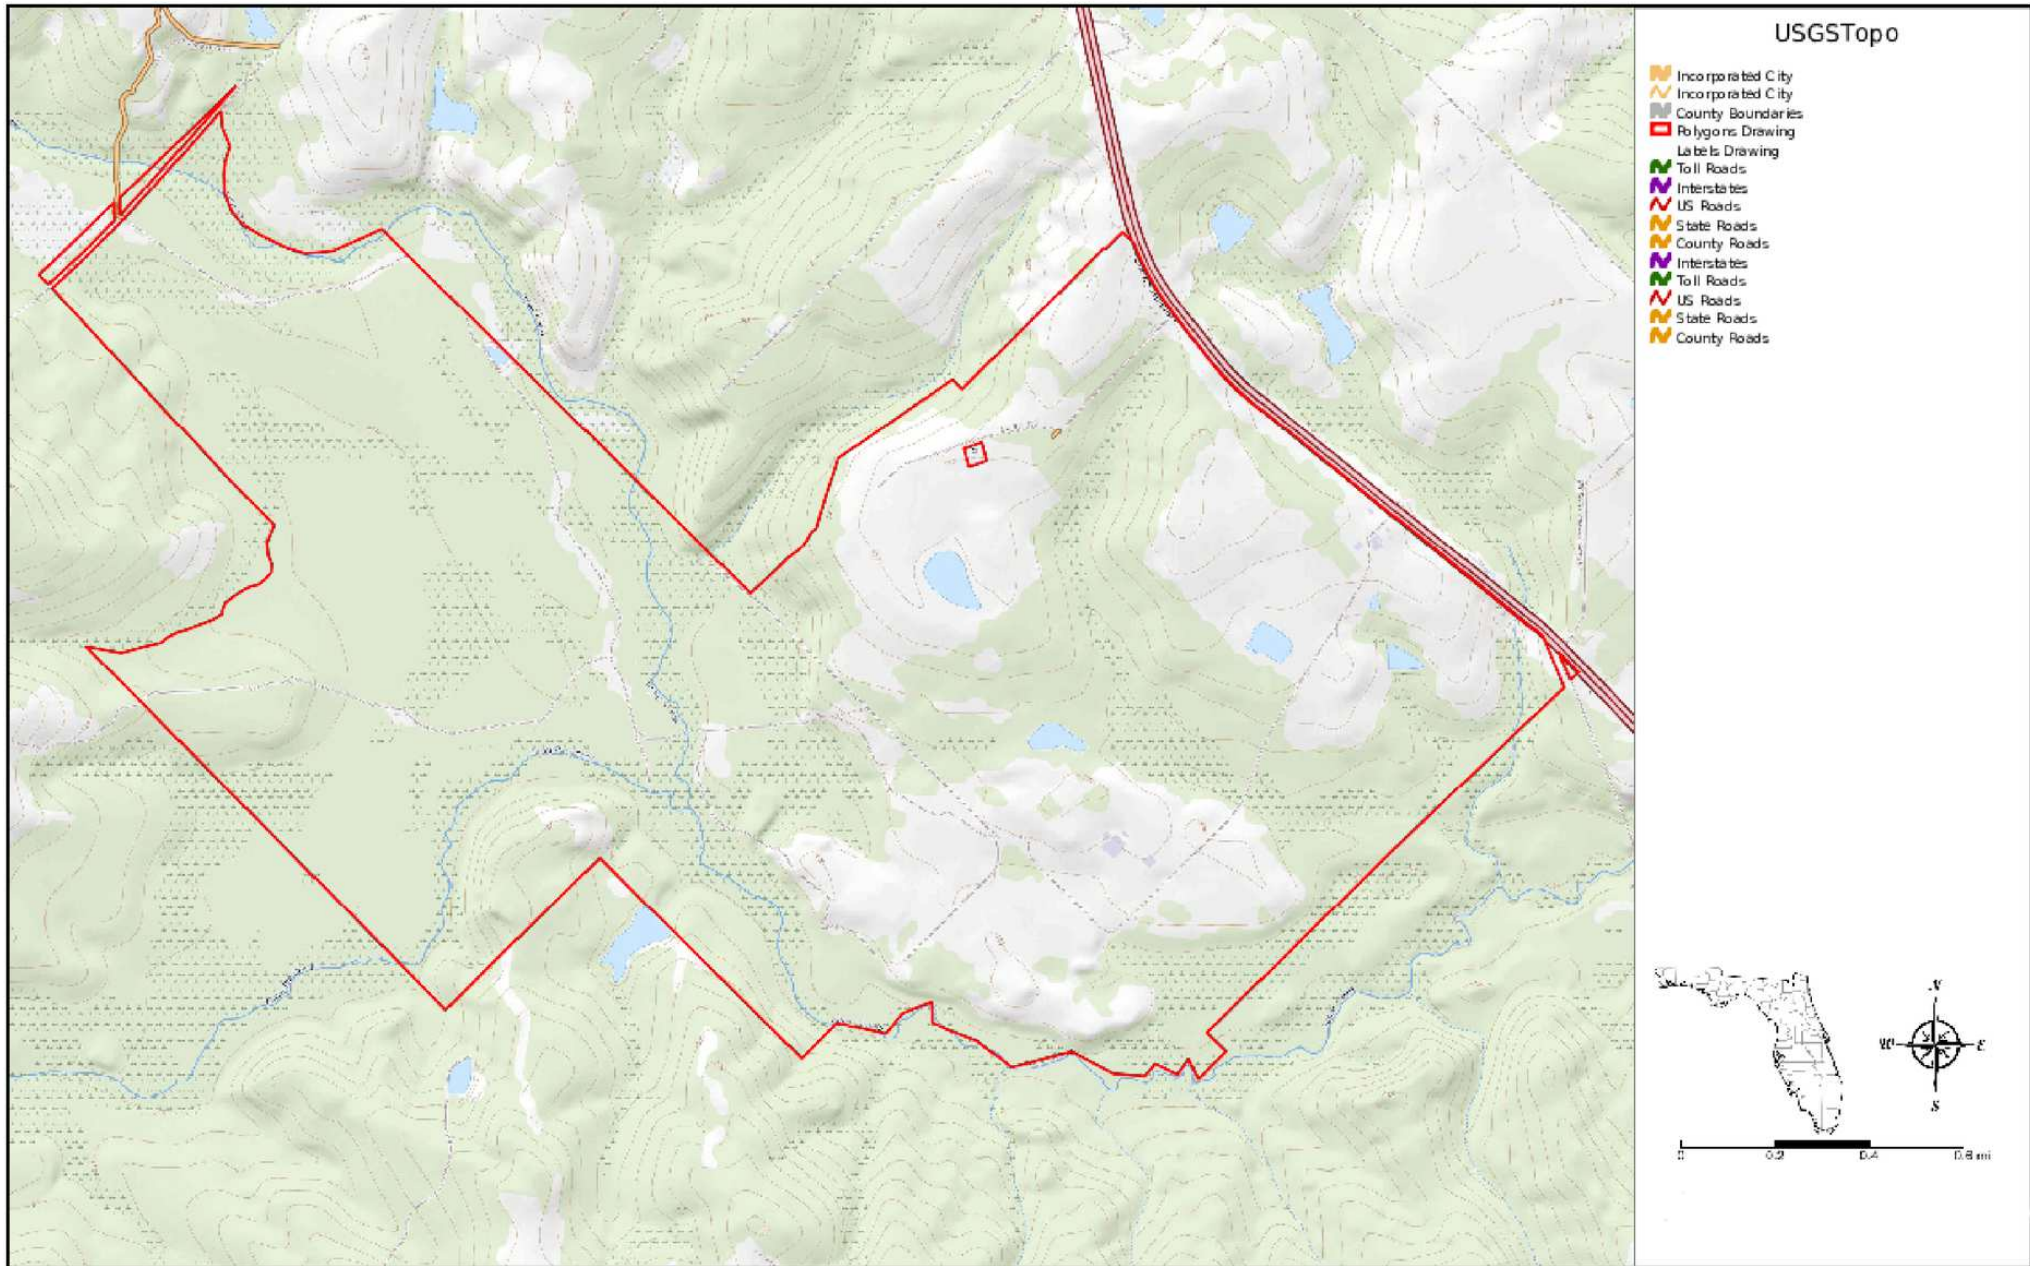 USGSTopo
Incorporated City
Incorporated City
County Boundaries
Polygons Drawing
Labels Drawing
Toll Roads
Interstates
US Roads
State Roads
County Roads
Interstates
Toll Roads
US Roads
State Roads
County Roads
N
W E
S
0 0.2 0.4 0.6 mi